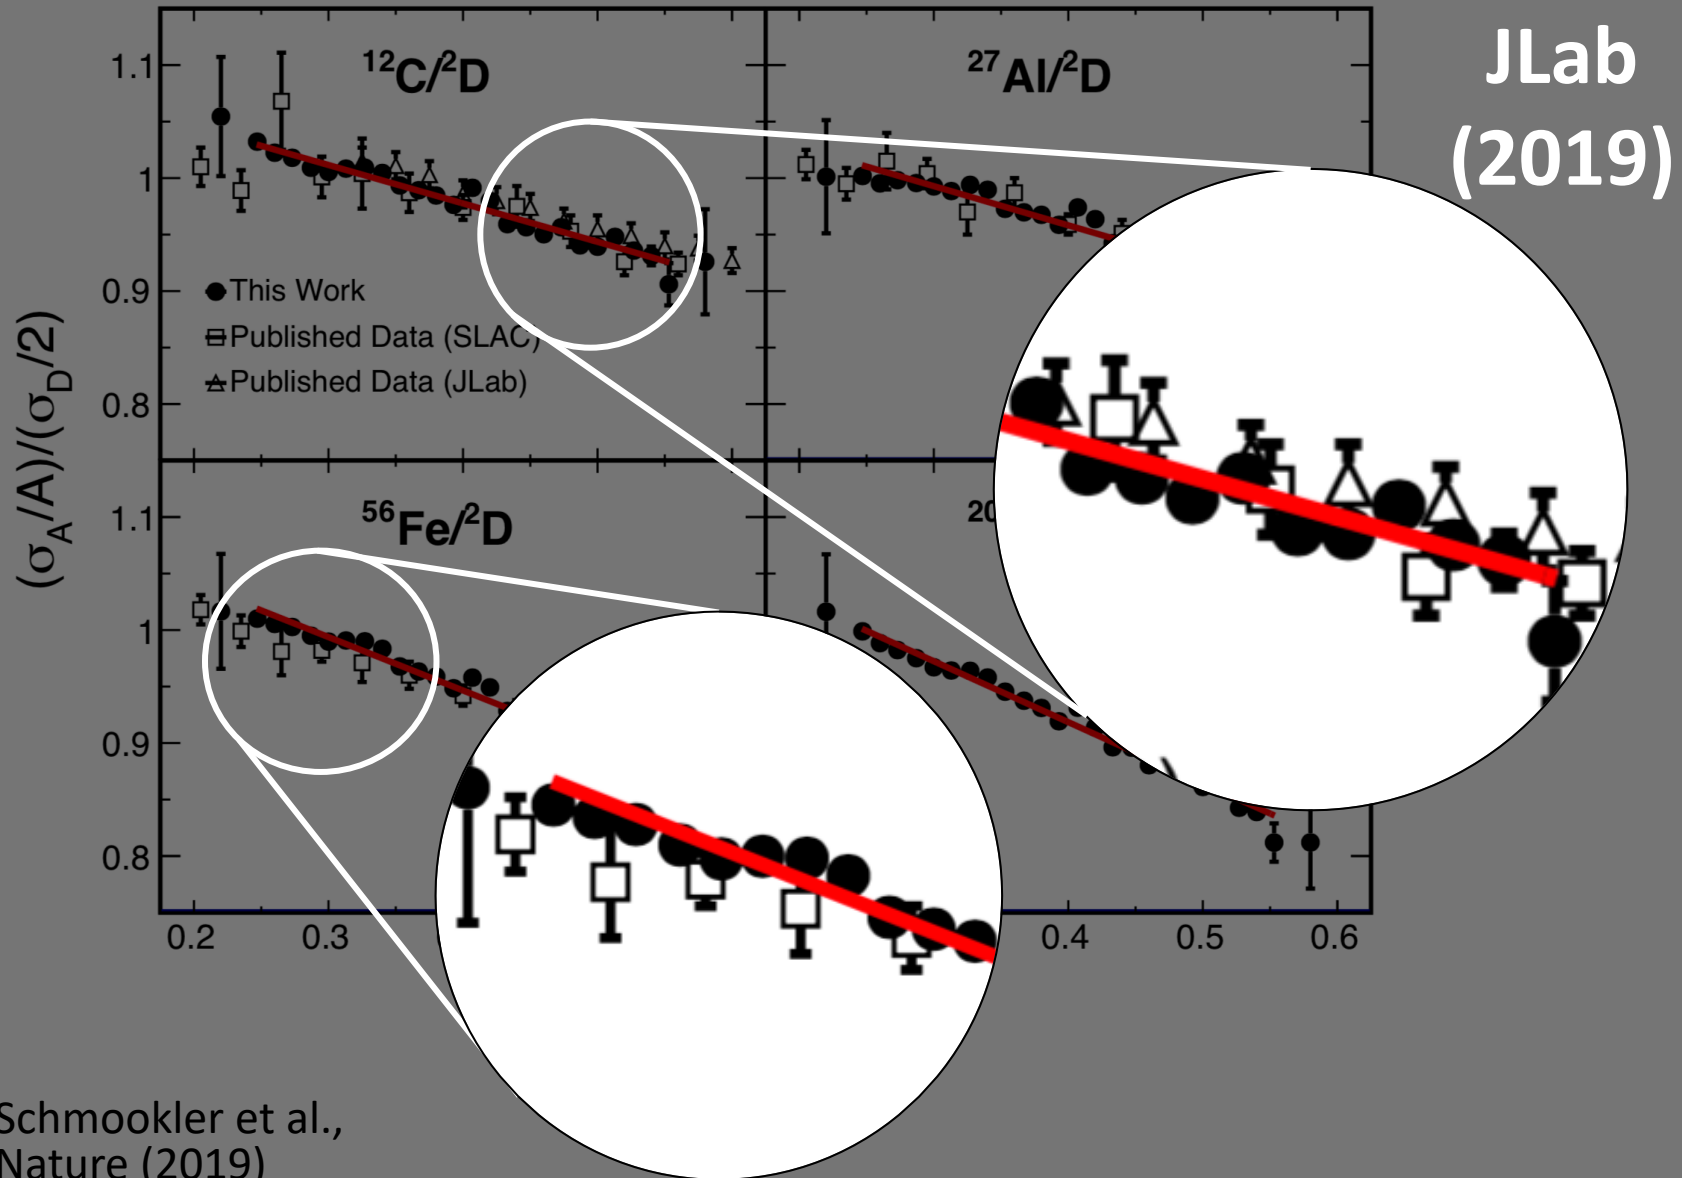 JLab
(2019)
12C/2D
27Al/2D
1.1
1
0.9
0.8
This Work
Published Data (SLAC)
Published Data (JLab)
(σA/A)/(σD/2)
56Fe/2D
20
1.1
1
0.9
0.8
0.2 0.3 0.4 0.5 0.6
Schmookler et al.,
Nature (2019)